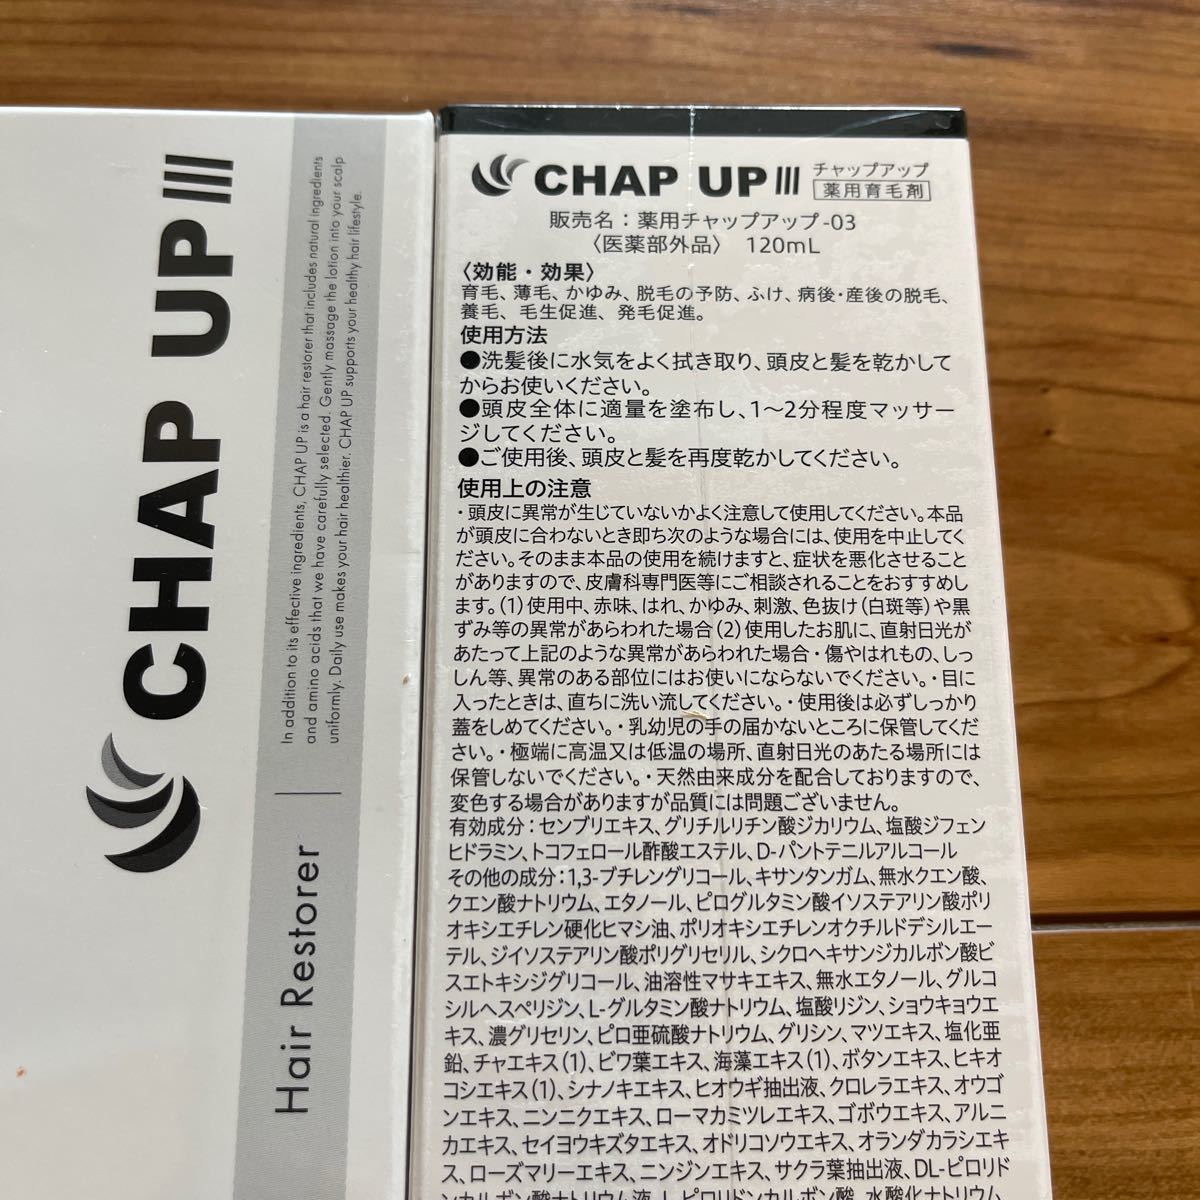 CHAP UP III
In addition to its effective ingredients, CHAP UP is a hair restorer that includes natural ingredients
and amino acids that we have carefully selected. Gently massage the lotion into your scalp
uniformly. Daily use makes your hair healthier. CHAP UP supports your healthy hair lifestyle.
Hair Restorer
CHAP UP III チャップアップ
薬用育毛剤
販売名：薬用チャップアップ-03
〈医薬部外品〉 120mL
〈効能・効果〉
育毛、薄毛、かゆみ、脱毛の予防、ふけ、病後・産後の脱毛、
養毛、毛生促進、発毛促進。
使用方法
●洗髪後に水気をよく拭き取り、頭皮と髪を乾かして
からお使いください。
●頭皮全体に適量を塗布し、1〜2分程度マッサー
ジしてください。
●ご使用後、頭皮と髪を再度乾かしてください。
使用上の注意
・頭皮に異常が生じていないかよく注意して使用してください。本品
が頭皮に合わないとき即ち次のような場合には、使用を中止してく
ださい。そのまま本品の使用を続けますと、症状を悪化させること
がありますので、皮膚科専門医等にご相談されることをおすすめし
ます。(1)使用中、赤味、はれ、かゆみ、刺激、色抜け(白斑等)や黒
ずみ等の異常があらわれた場合(2)使用したお肌に、直射日光が
あたって上記のような異常があらわれた場合・傷やはれもの、しっ
しん等、異常のある部位にはお使いにならないでください。・目に
入ったときは、直ちに洗い流してください。・使用後は必ずしっかり
蓋をしめてください。・乳幼児の手の届かないところに保管してくだ
さい。・極端に高温又は低温の場所、直射日光のあたる場所には
保管しないでください。・天然由来成分を配合しておりますので、
変色する場合がありますが品質には問題ございません。
有効成分：センブリエキス、グリチルリチン酸ジカリウム、塩酸ジフェン
ヒドラミン、トコフェロール酢酸エステル、D-パントテニルアルコール
その他の成分：1,3-ブチレングリコール、キサンタンガム、無水クエン酸、
クエン酸ナトリウム、エタノール、ピログルタミン酸イソステアリン酸ポリ
オキシエチレン硬化ヒマシ油、ポリオキシエチレンオクチルドデシルエー
テル、ジイソステアリン酸ポリグリセリル、シクロヘキサンジカルボン酸ビ
スエトキシジグリコール、油溶性マサキエキス、無水エタノール、グルコ
シルヘスペリジン、L-グルタミン酸ナトリウム、塩酸リジン、ショウキョウエ
キス、濃グリセリン、ピロ亜硫酸ナトリウム、グリシン、マツエキス、塩化亜
鉛、チャエキス(1)、ビワ葉エキス、海藻エキス(1)、ボタンエキス、ヒキオ
コシエキス(1)、シナノキエキス、ヒオウギ抽出液、クロレラエキス、オウゴ
ンエキス、ニンニクエキス、ローマカミツレエキス、ゴボウエキス、アルニ
カエキス、セイヨウキズタエキス、オドリコソウエキス、オランダカラシエキ
ス、ローズマリーエキス、ニンジンエキス、サクラ葉抽出液、DL-ピロリド
ンカルボン酸ナトリウム液、L-ピロリドンカルボン酸、水酸化ナトリウム